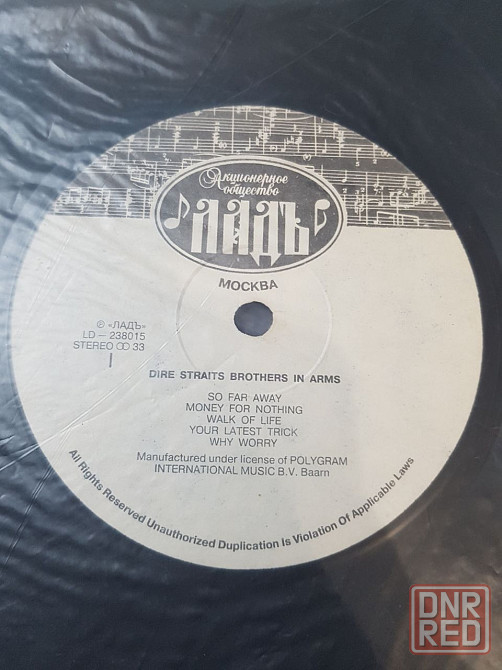 Акционерное
общество
ЛАДЪ
МОСКВА
Ⓟ «ЛАДЪ»
LD — 238015
STEREO ꝏ 33
I
DIRE STRAITS BROTHERS IN ARMS
SO FAR AWAY
MONEY FOR NOTHING
WALK OF LIFE
YOUR LATEST TRICK
WHY WORRY
Manufactured under license of POLYGRAM
INTERNATIONAL MUSIC B.V. Baarn
All Rights Reserved Unauthorized Duplication Is Violation Of Applicable Laws
DNR
RED